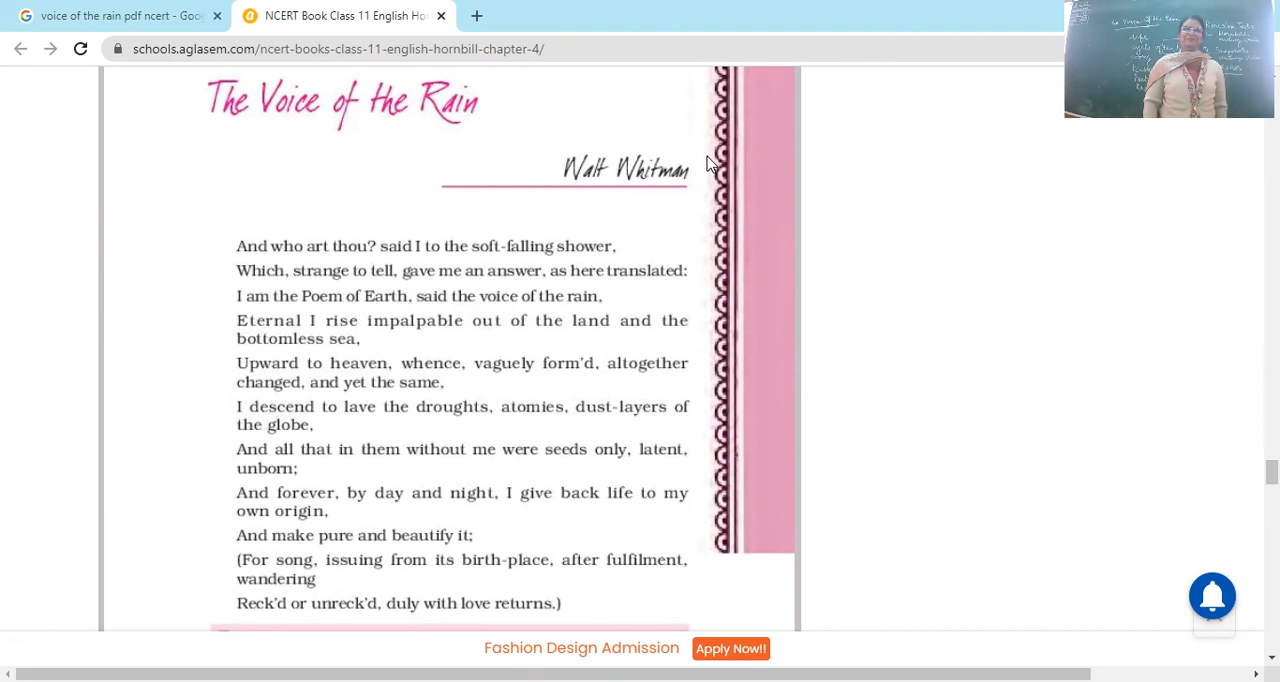 voice of the rain pdf ncert - Goo
NCERT Book Class 11 English Ho
schools.aglasem.com/ncert-books-class-11-english-hornbill-chapter-4/
The Voice of the Rain
Walt Whitman
And who art thou? said I to the soft-falling shower,
Which, strange to tell, gave me an answer, as here translated:
I am the Poem of Earth, said the voice of the rain,
Eternal I rise impalpable out of the land and the
bottomless sea,
Upward to heaven, whence, vaguely form'd, altogether
changed, and yet the same,
I descend to lave the droughts, atomies, dust-layers of
the globe,
And all that in them without me were seeds only, latent,
unborn;
And forever, by day and night, I give back life to my
own origin,
And make pure and beautify it;
(For song, issuing from its birth-place, after fulfilment,
wandering
Reck'd or unreck'd, duly with love returns.)
Fashion Design Admission
Apply Now!!
The Voice Of the Rain